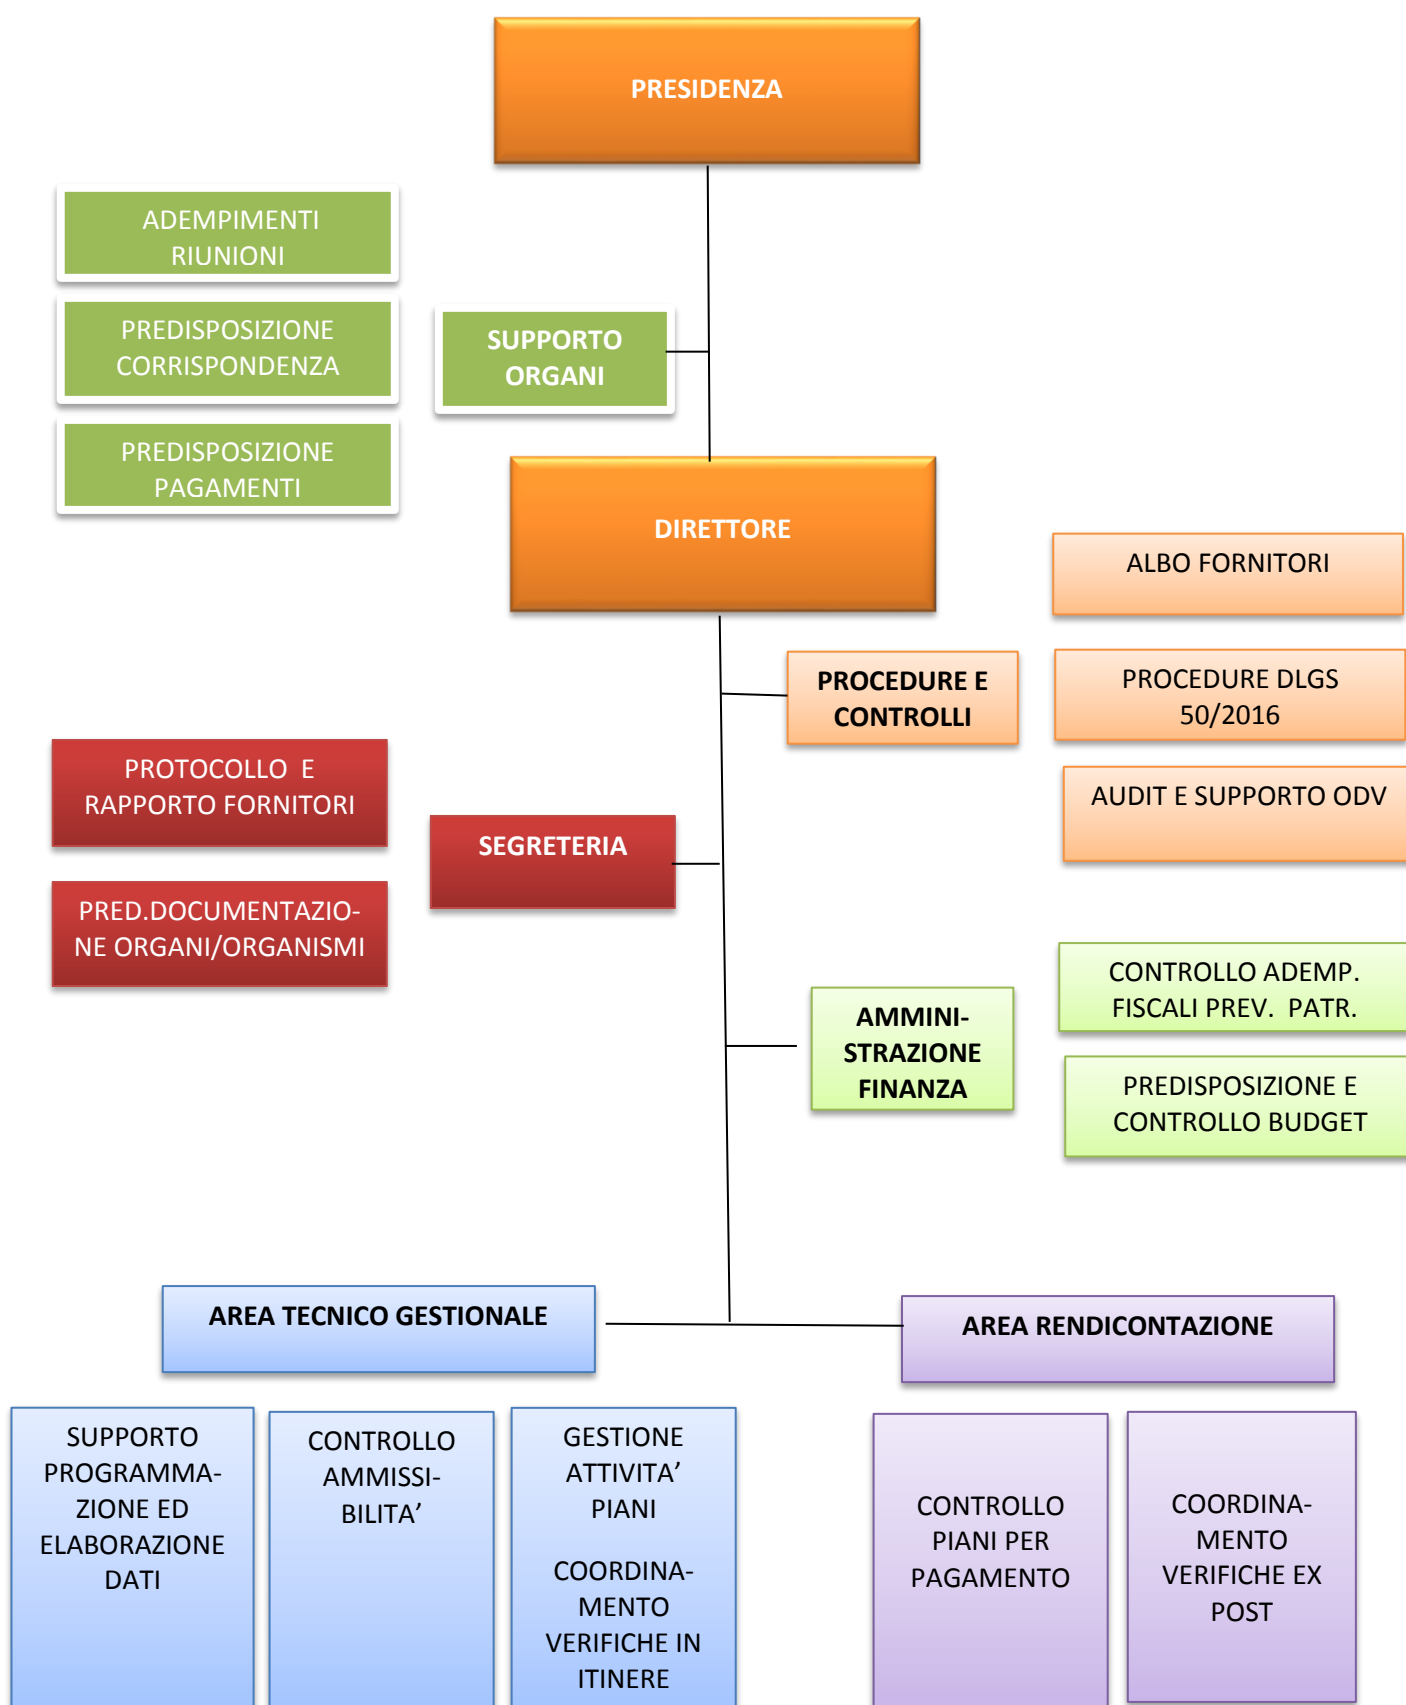 PRESIDENZA
ADEMPIMENTI
RIUNIONI
PREDISPOSIZIONE
CORRISPONDENZA
PREDISPOSIZIONE
PAGAMENTI
SUPPORTO
ORGANI
DIRETTORE
PROCEDURE E
CONTROLLI
ALBO FORNITORI
PROCEDURE DLGS
50/2016
AUDIT E SUPPORTO ODV
PROTOCOLLO  E
RAPPORTO FORNITORI
PRED.DOCUMENTAZIO-
NE ORGANI/ORGANISMI
SEGRETERIA
AMMINI-
STRAZIONE
FINANZA
CONTROLLO ADEMP.
FISCALI PREV.  PATR.
PREDISPOSIZIONE E
CONTROLLO BUDGET
AREA TECNICO GESTIONALE
AREA RENDICONTAZIONE
SUPPORTO
PROGRAMMA-
ZIONE ED
ELABORAZIONE
DATI
CONTROLLO
AMMISSI-
BILITA’
GESTIONE
ATTIVITA’
PIANI
COORDINA-
MENTO
VERIFICHE IN
ITINERE
CONTROLLO
PIANI PER
PAGAMENTO
COORDINA-
MENTO
VERIFICHE EX
POST